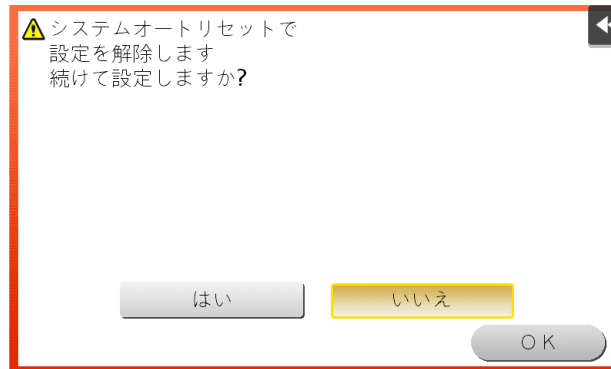 システムオートリセットで
設定を解除します
続けて設定しますか?
はい
いいえ
OK